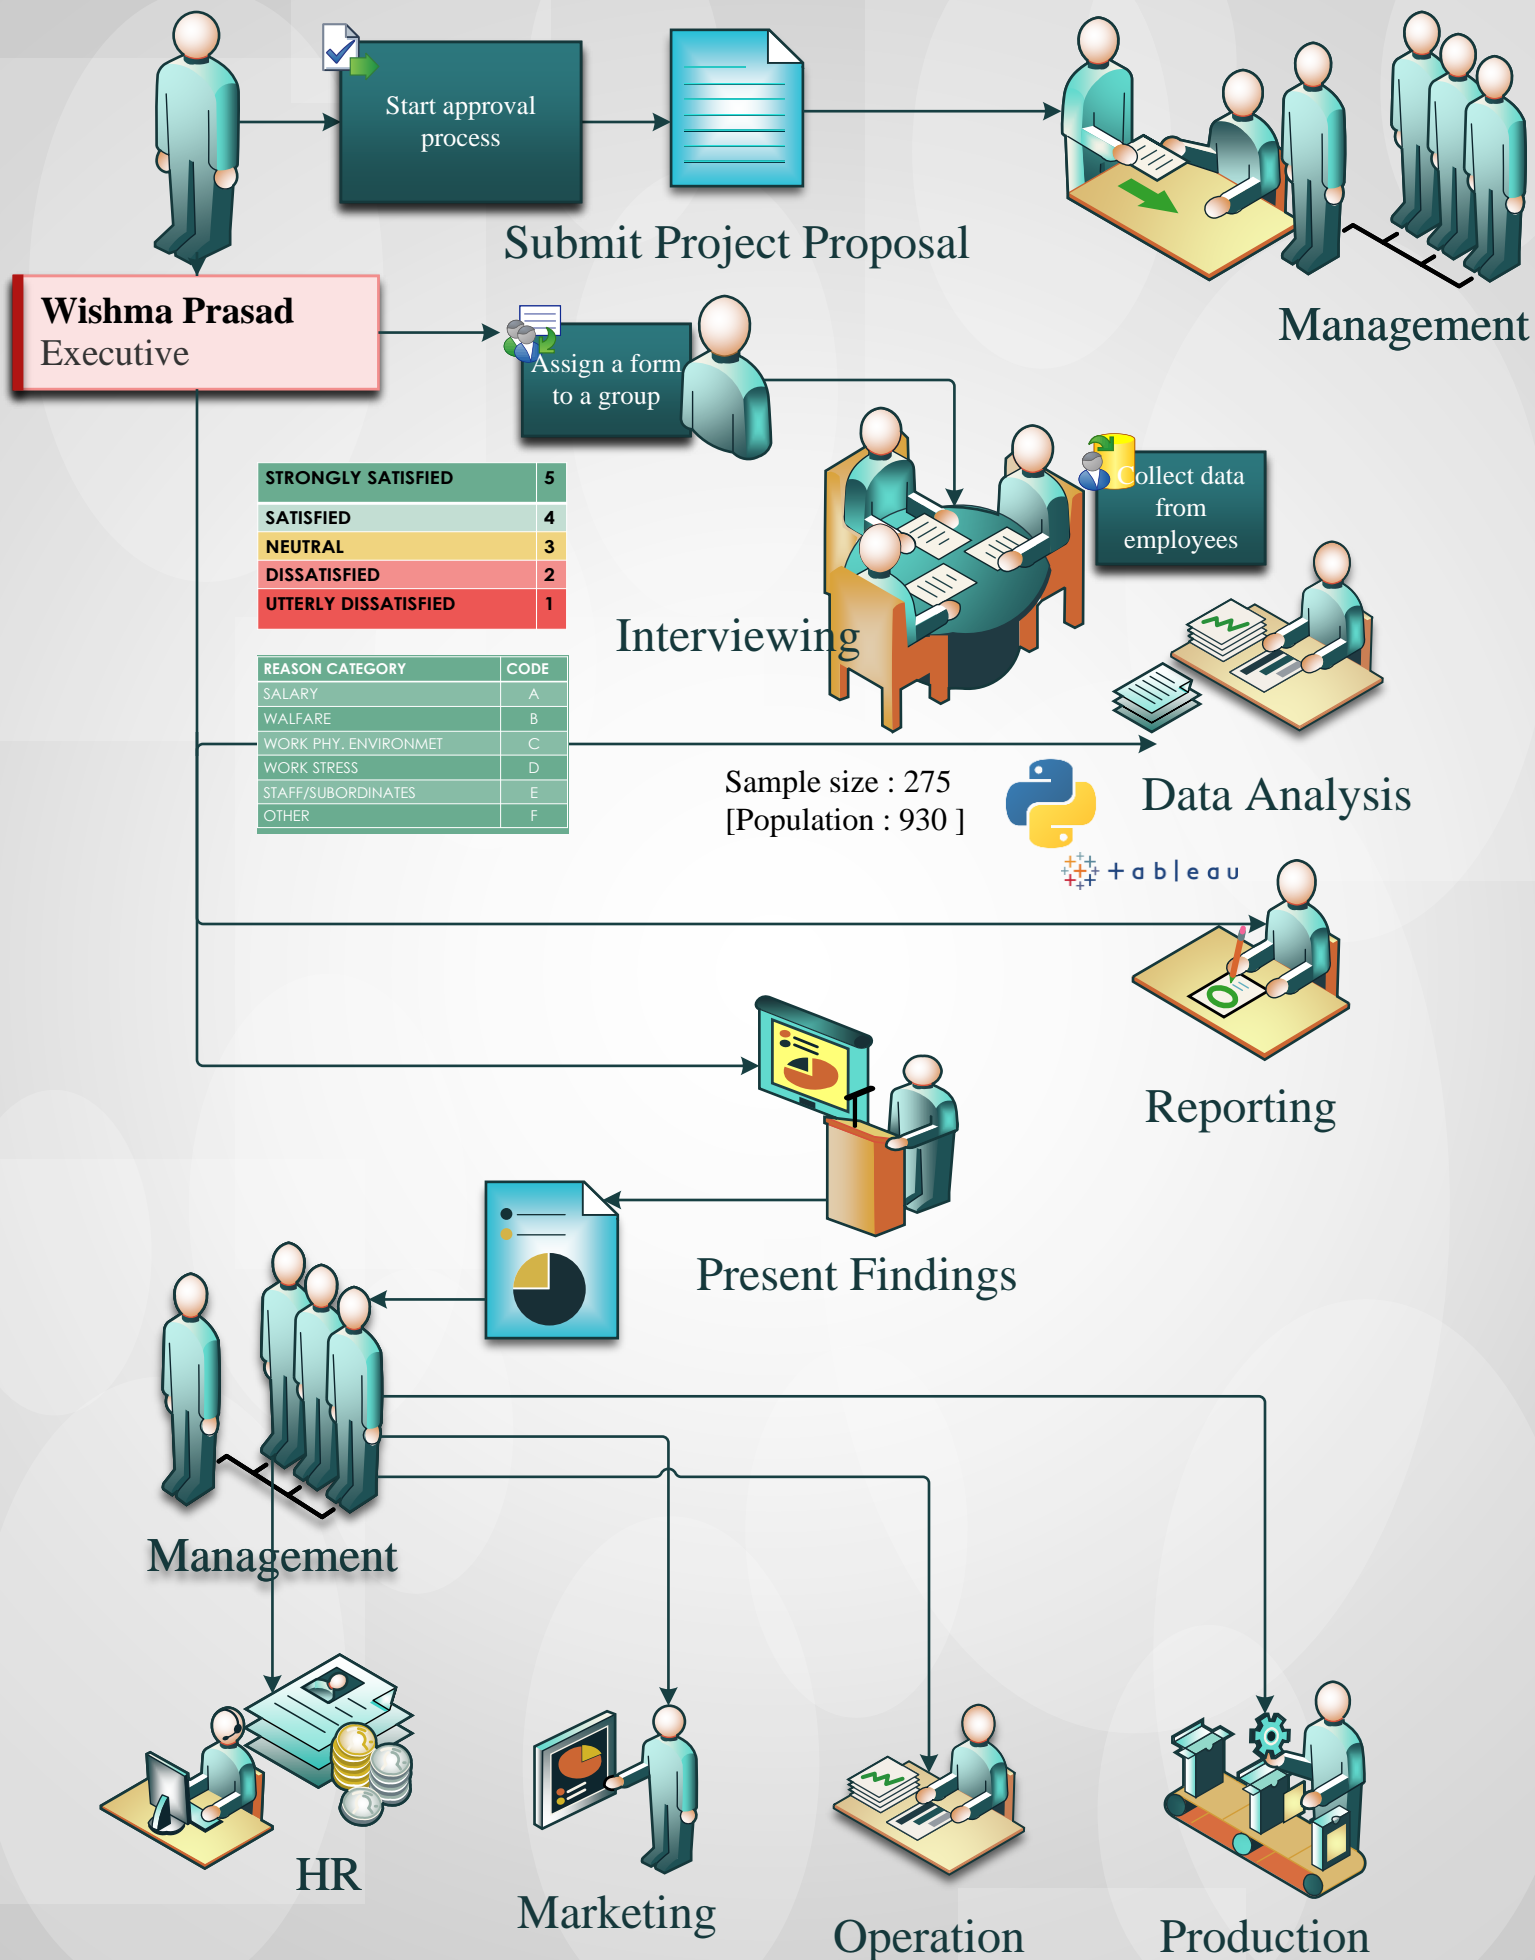 Start approval
process
Submit Project Proposal
Management
Wishma Prasad
Executive
Assign a form
to a group
Collect data
from
employees
STRONGLY SATISFIED 5
SATISFIED 4
NEUTRAL 3
DISSATISFIED 2
UTTERLY DISSATISFIED 1
Interviewing
REASON CATEGORY CODE
SALARY A
WALFARE B
WORK PHY. ENVIRONMET C
WORK STRESS D
STAFF/SUBORDINATES E
OTHER F
Sample size : 275
[Population : 930 ]
Data Analysis
+ableau
Reporting
Present Findings
Management
HR
Marketing
Operation
Production